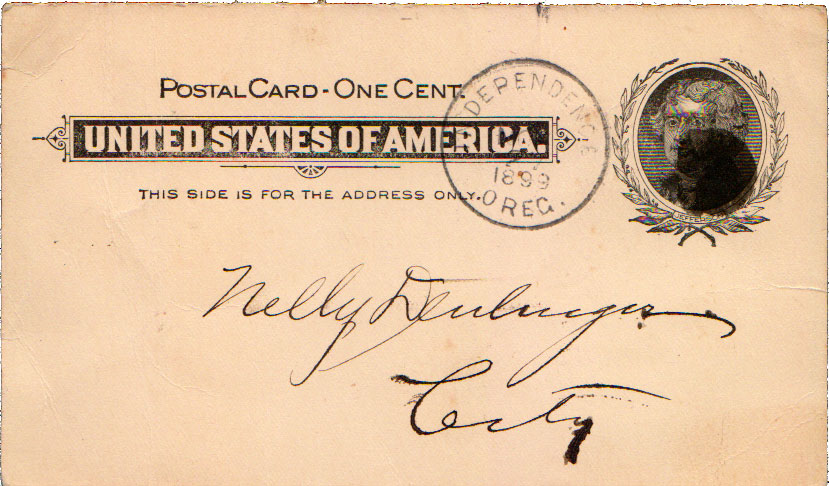 POSTAL CARD - ONE CENT.
UNITED STATES OF AMERICA.
THIS SIDE IS FOR THE ADDRESS ONLY.
DEPENDENCE
1899
OREG.
Nelly
City